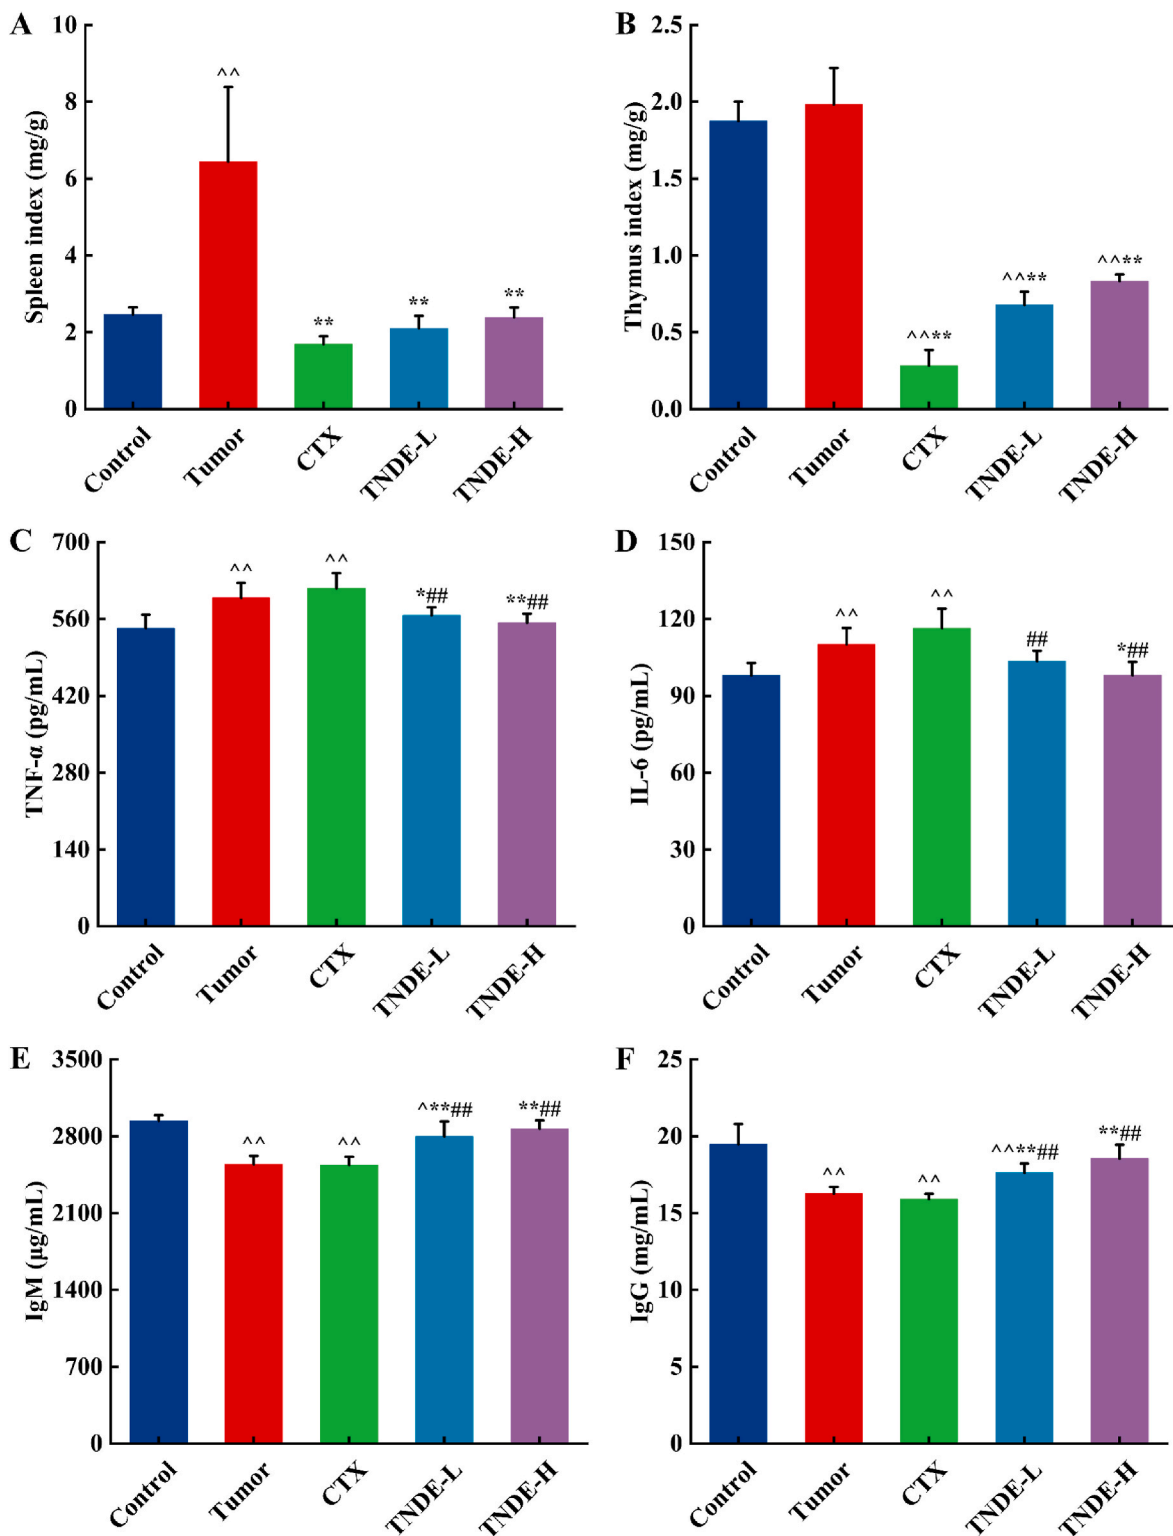 A
Spleen index (mg/g)
10
8
6
4
2
0
^^
**
**
**
Control
Tumor
CTX
TNDE-L
TNDE-H
B
Thymus index (mg/g)
2.5
2.0
1.5
1.0
0.5
0.0
^^**
^^**
^^**
Control
Tumor
CTX
TNDE-L
TNDE-H
C
TNF-α (pg/mL)
700
560
420
280
140
0
^^
^^
*##
**##
Control
Tumor
CTX
TNDE-L
TNDE-H
D
IL-6 (pg/mL)
150
120
90
60
30
0
^^
^^
##
*##
Control
Tumor
CTX
TNDE-L
TNDE-H
E
IgM (μg/mL)
3500
2800
2100
1400
700
0
^^
^^
^**##
**##
Control
Tumor
CTX
TNDE-L
TNDE-H
F
IgG (mg/mL)
25
20
15
10
5
0
^^
^^
^^**##
**##
Control
Tumor
CTX
TNDE-L
TNDE-H